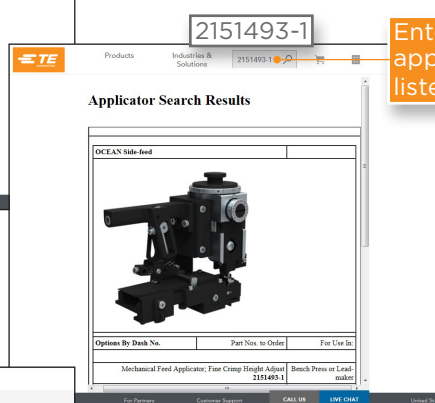 2151493-1
Ent
app
liste
TE
Products
Industries &
Solutions
2151493-1
Applicator Search Results
OCEAN Side-feed
Options By Dash No. Part Nos. to Order For Use In:
Mechanical Feed Applicator; Fine Crimp Height Adjust Bench Press or Lead-
2151493-1 maker
For Partners Customer Support CALL US LIVE CHAT United St